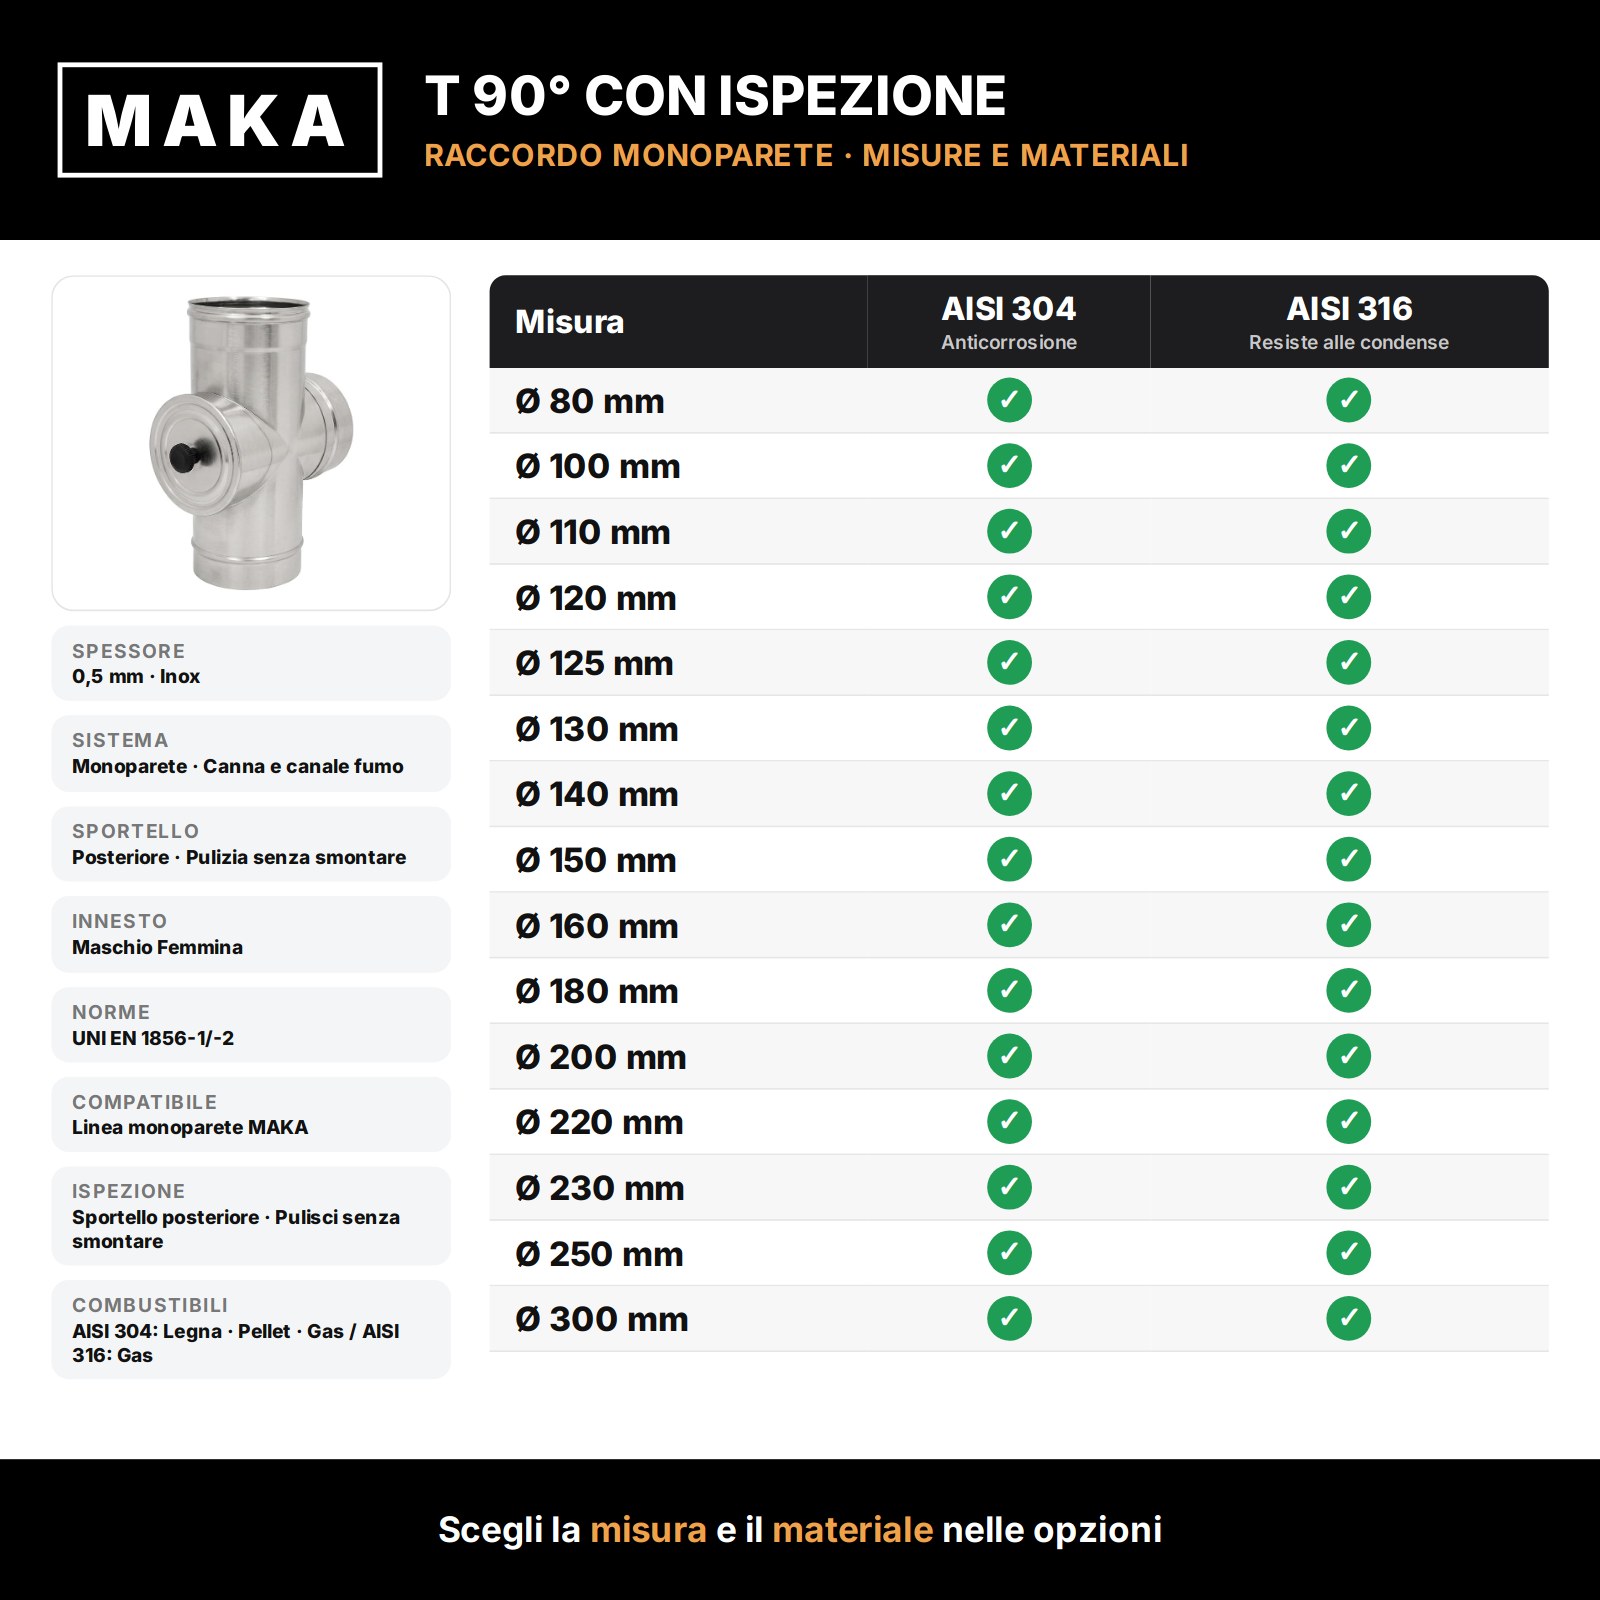 MAKA
T 90° CON ISPEZIONE
RACCORDO MONOPARETE · MISURE E MATERIALI
SPESSORE
0,5 mm · Inox
SISTEMA
Monoparete · Canna e canale fumo
SPORTELLO
Posteriore · Pulizia senza smontare
INNESTO
Maschio Femmina
NORME
UNI EN 1856-1/-2
COMPATIBILE
Linea monoparete MAKA
ISPEZIONE
Sportello posteriore · Pulisci senza
smontare
COMBUSTIBILI
AISI 304: Legna · Pellet · Gas / AISI
316: Gas
Misura AISI 304 AISI 316
Anticorrosione Resiste alle condense
Ø 80 mm ✓ ✓
Ø 100 mm ✓ ✓
Ø 110 mm ✓ ✓
Ø 120 mm ✓ ✓
Ø 125 mm ✓ ✓
Ø 130 mm ✓ ✓
Ø 140 mm ✓ ✓
Ø 150 mm ✓ ✓
Ø 160 mm ✓ ✓
Ø 180 mm ✓ ✓
Ø 200 mm ✓ ✓
Ø 220 mm ✓ ✓
Ø 230 mm ✓ ✓
Ø 250 mm ✓ ✓
Ø 300 mm ✓ ✓
Scegli la misura e il materiale nelle opzioni